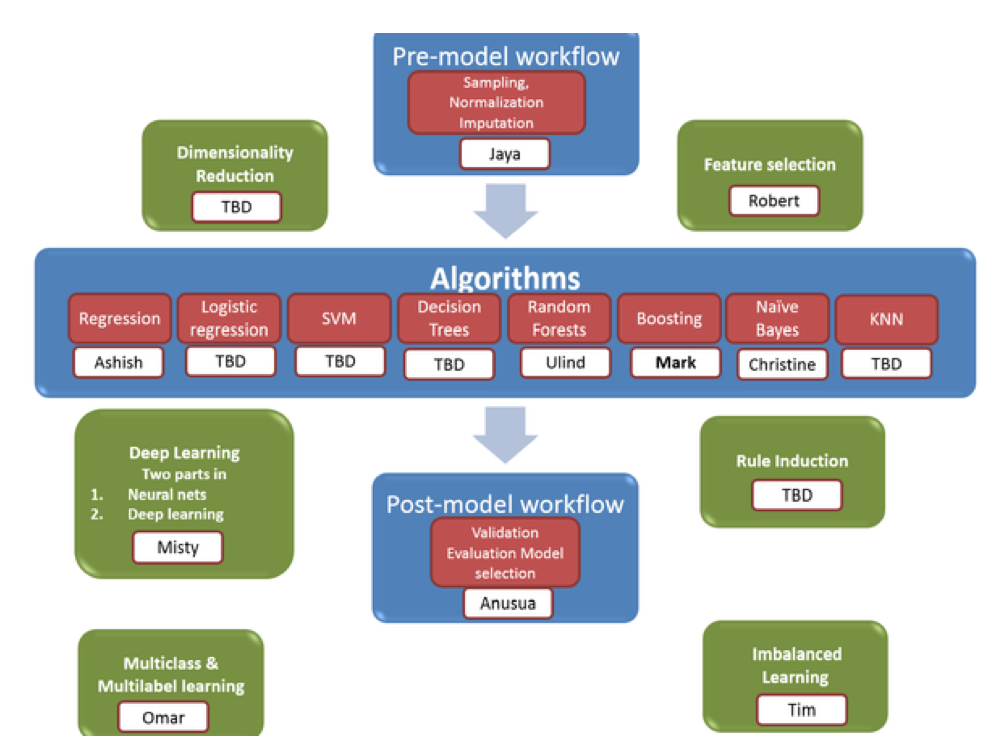 Pre-model workflow
Sampling,
Normalization
Imputation
Jaya
Dimensionality
Reduction
TBD
Feature selection
Robert
Algorithms
Regression
Ashish
Logistic
regression
TBD
SVM
TBD
Decision
Trees
TBD
Random
Forests
Ulind
Boosting
Mark
Naïve
Bayes
Christine
KNN
TBD
Deep Learning
Two parts in
1. Neural nets
2. Deep learning
Misty
Rule Induction
TBD
Post-model workflow
Validation
Evaluation Model
selection
Anusua
Multiclass &
Multilabel learning
Omar
Imbalanced
Learning
Tim